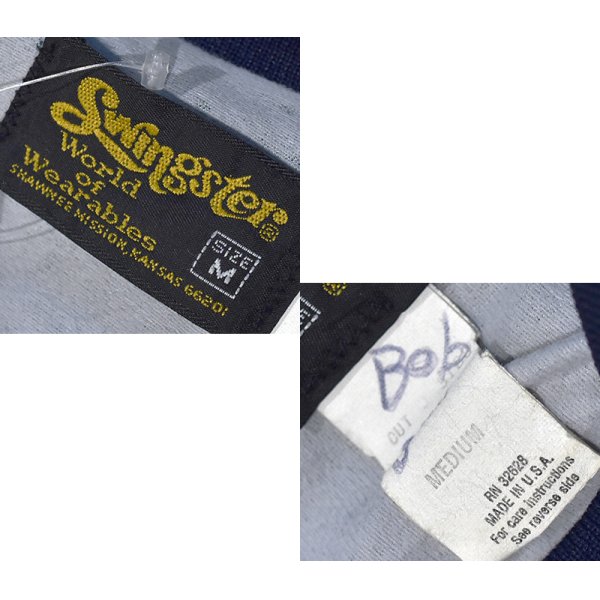 Swingster®
World
of
Wearables
SHAWNEE MISSION, KANSAS 66201
SIZE
M
Bob
CUT
MEDIUM
RN 32628
MADE IN U.S.A.
For care instructions
See reverse side